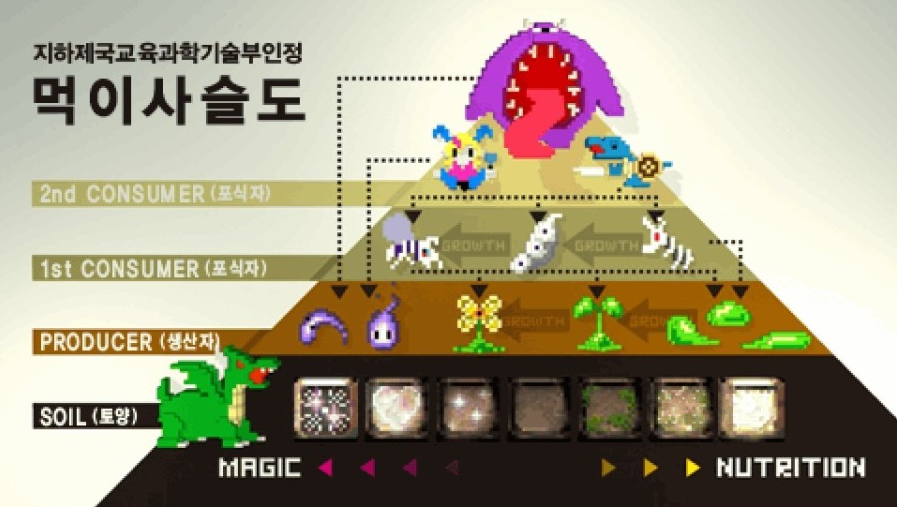 지하제국교육과학기술부인정
먹이사슬도
2nd CONSUMER (포식자)
GROWTH GROWTH
1st CONSUMER (포식자)
GROWTH GROWTH
PRODUCER (생산자)
SOIL (토양)
MAGIC NUTRITION